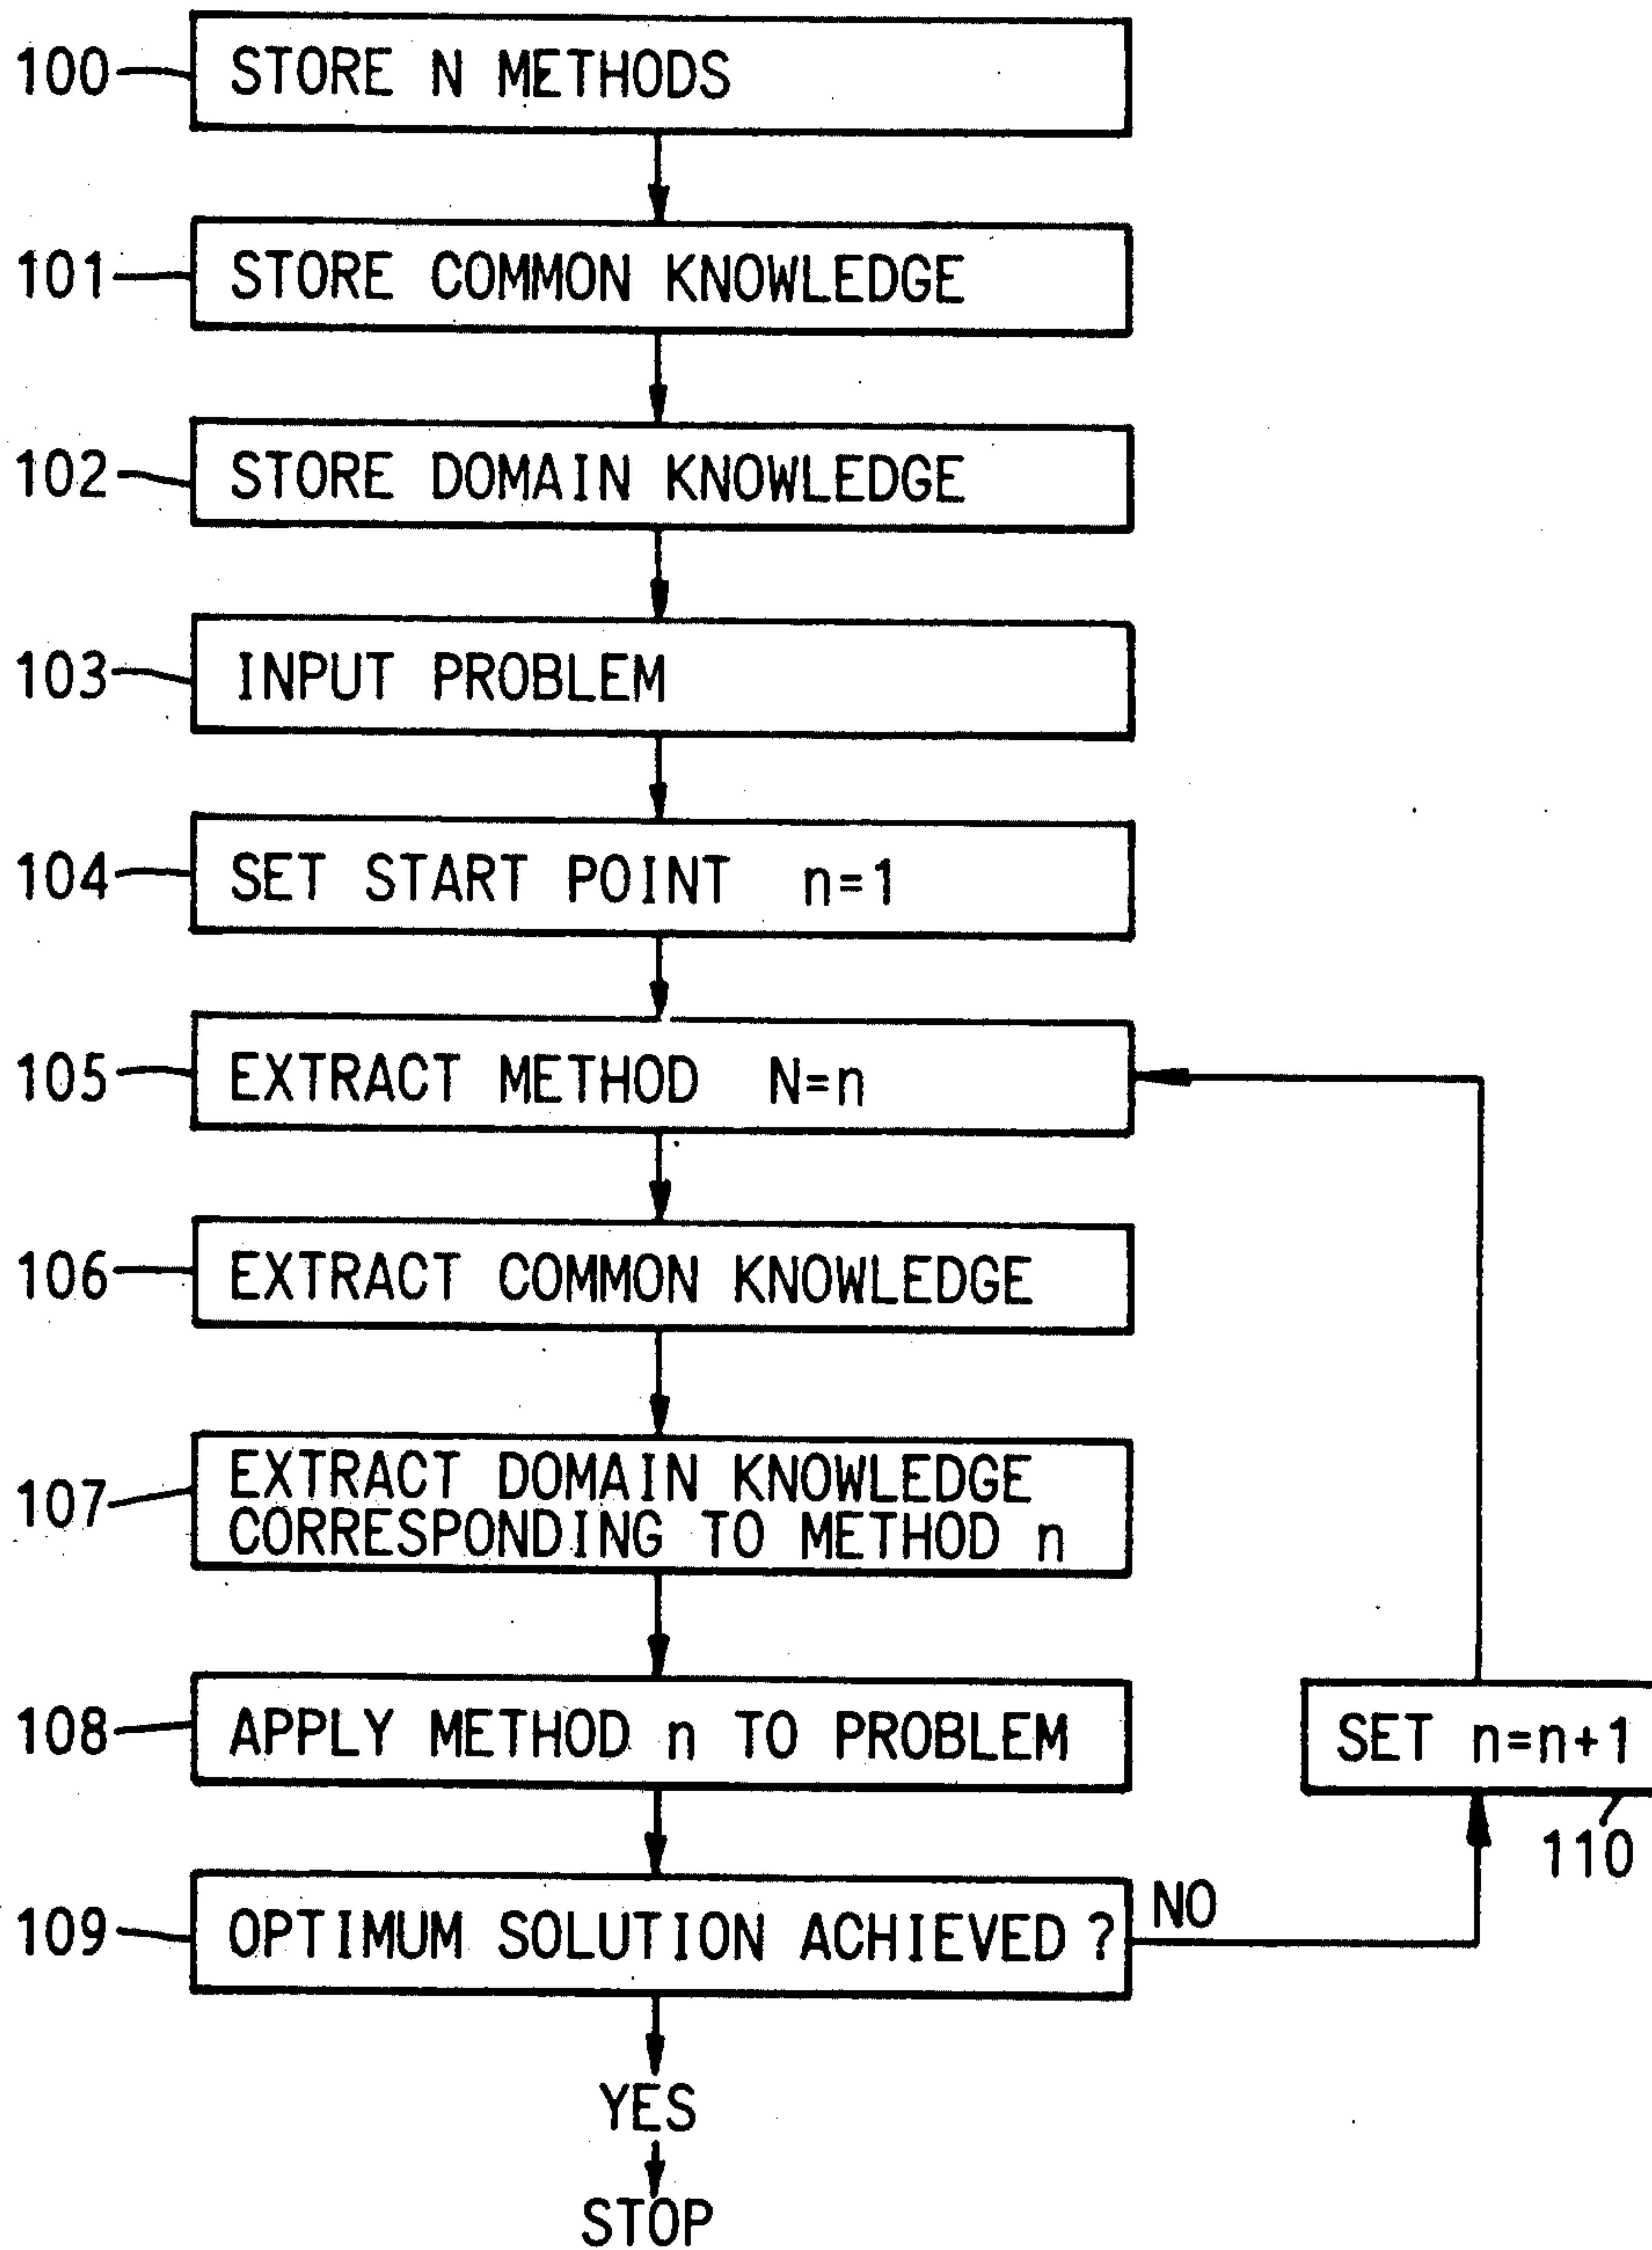 100 STORE N METHODS
101 STORE COMMON KNOWLEDGE
102 STORE DOMAIN KNOWLEDGE
103 INPUT PROBLEM
104 SET START POINT n=1
105 EXTRACT METHOD N=n
106 EXTRACT COMMON KNOWLEDGE
107 EXTRACT DOMAIN KNOWLEDGE
CORRESPONDING TO METHOD n
108 APPLY METHOD n TO PROBLEM
SET n=n+1
110
109 OPTIMUM SOLUTION ACHIEVED ? NO
YES
STOP